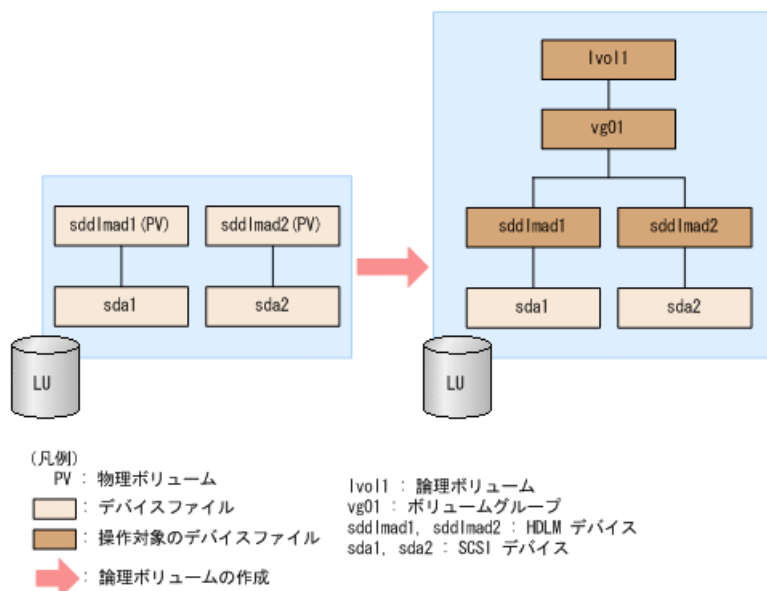 lvol1
vg01
sddlmad1(PV) sddlmad2(PV)
sda1 sda2
LU
sddlmad1 sddlmad2
sda1 sda2
LU
(凡例)
PV : 物理ボリューム
: デバイスファイル
: 操作対象のデバイスファイル
: 論理ボリュームの作成
lvol1 : 論理ボリューム
vg01 : ボリュームグループ
sddlmad1, sddlmad2 : HDLM デバイス
sda1, sda2 : SCSI デバイス